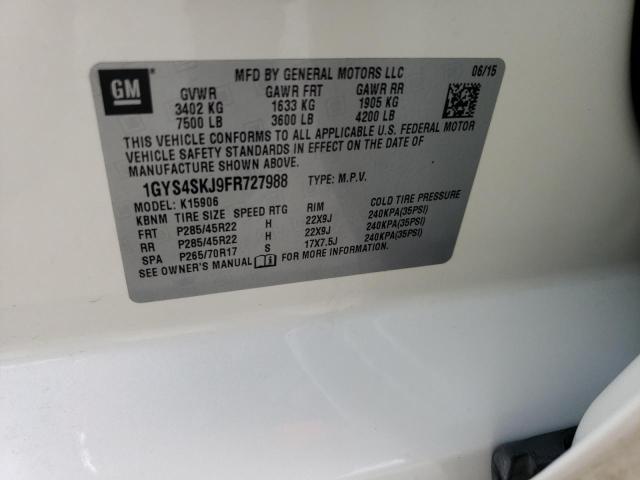 GM
MFD BY GENERAL MOTORS LLC 06/15
GVWR GAWR FRT GAWR RR
3402 KG 1633 KG 1905 KG
7500 LB 3600 LB 4200 LB
THIS VEHICLE CONFORMS TO ALL APPLICABLE U.S. FEDERAL MOTOR
VEHICLE SAFETY STANDARDS IN EFFECT ON THE DATE OF
MANUFACTURE SHOWN ABOVE.
1GYS4SKJ9FR727988 TYPE: M.P.V.
MODEL: K15906
KBNM TIRE SIZE SPEED RTG RIM COLD TIRE PRESSURE
FRT P285/45R22 H 22X9J 240KPA(35PSI)
RR P285/45R22 H 22X9J 240KPA(35PSI)
SPA P265/70R17 S 17X7.5J 240KPA(35PSI)
SEE OWNER'S MANUAL FOR MORE INFORMATION.